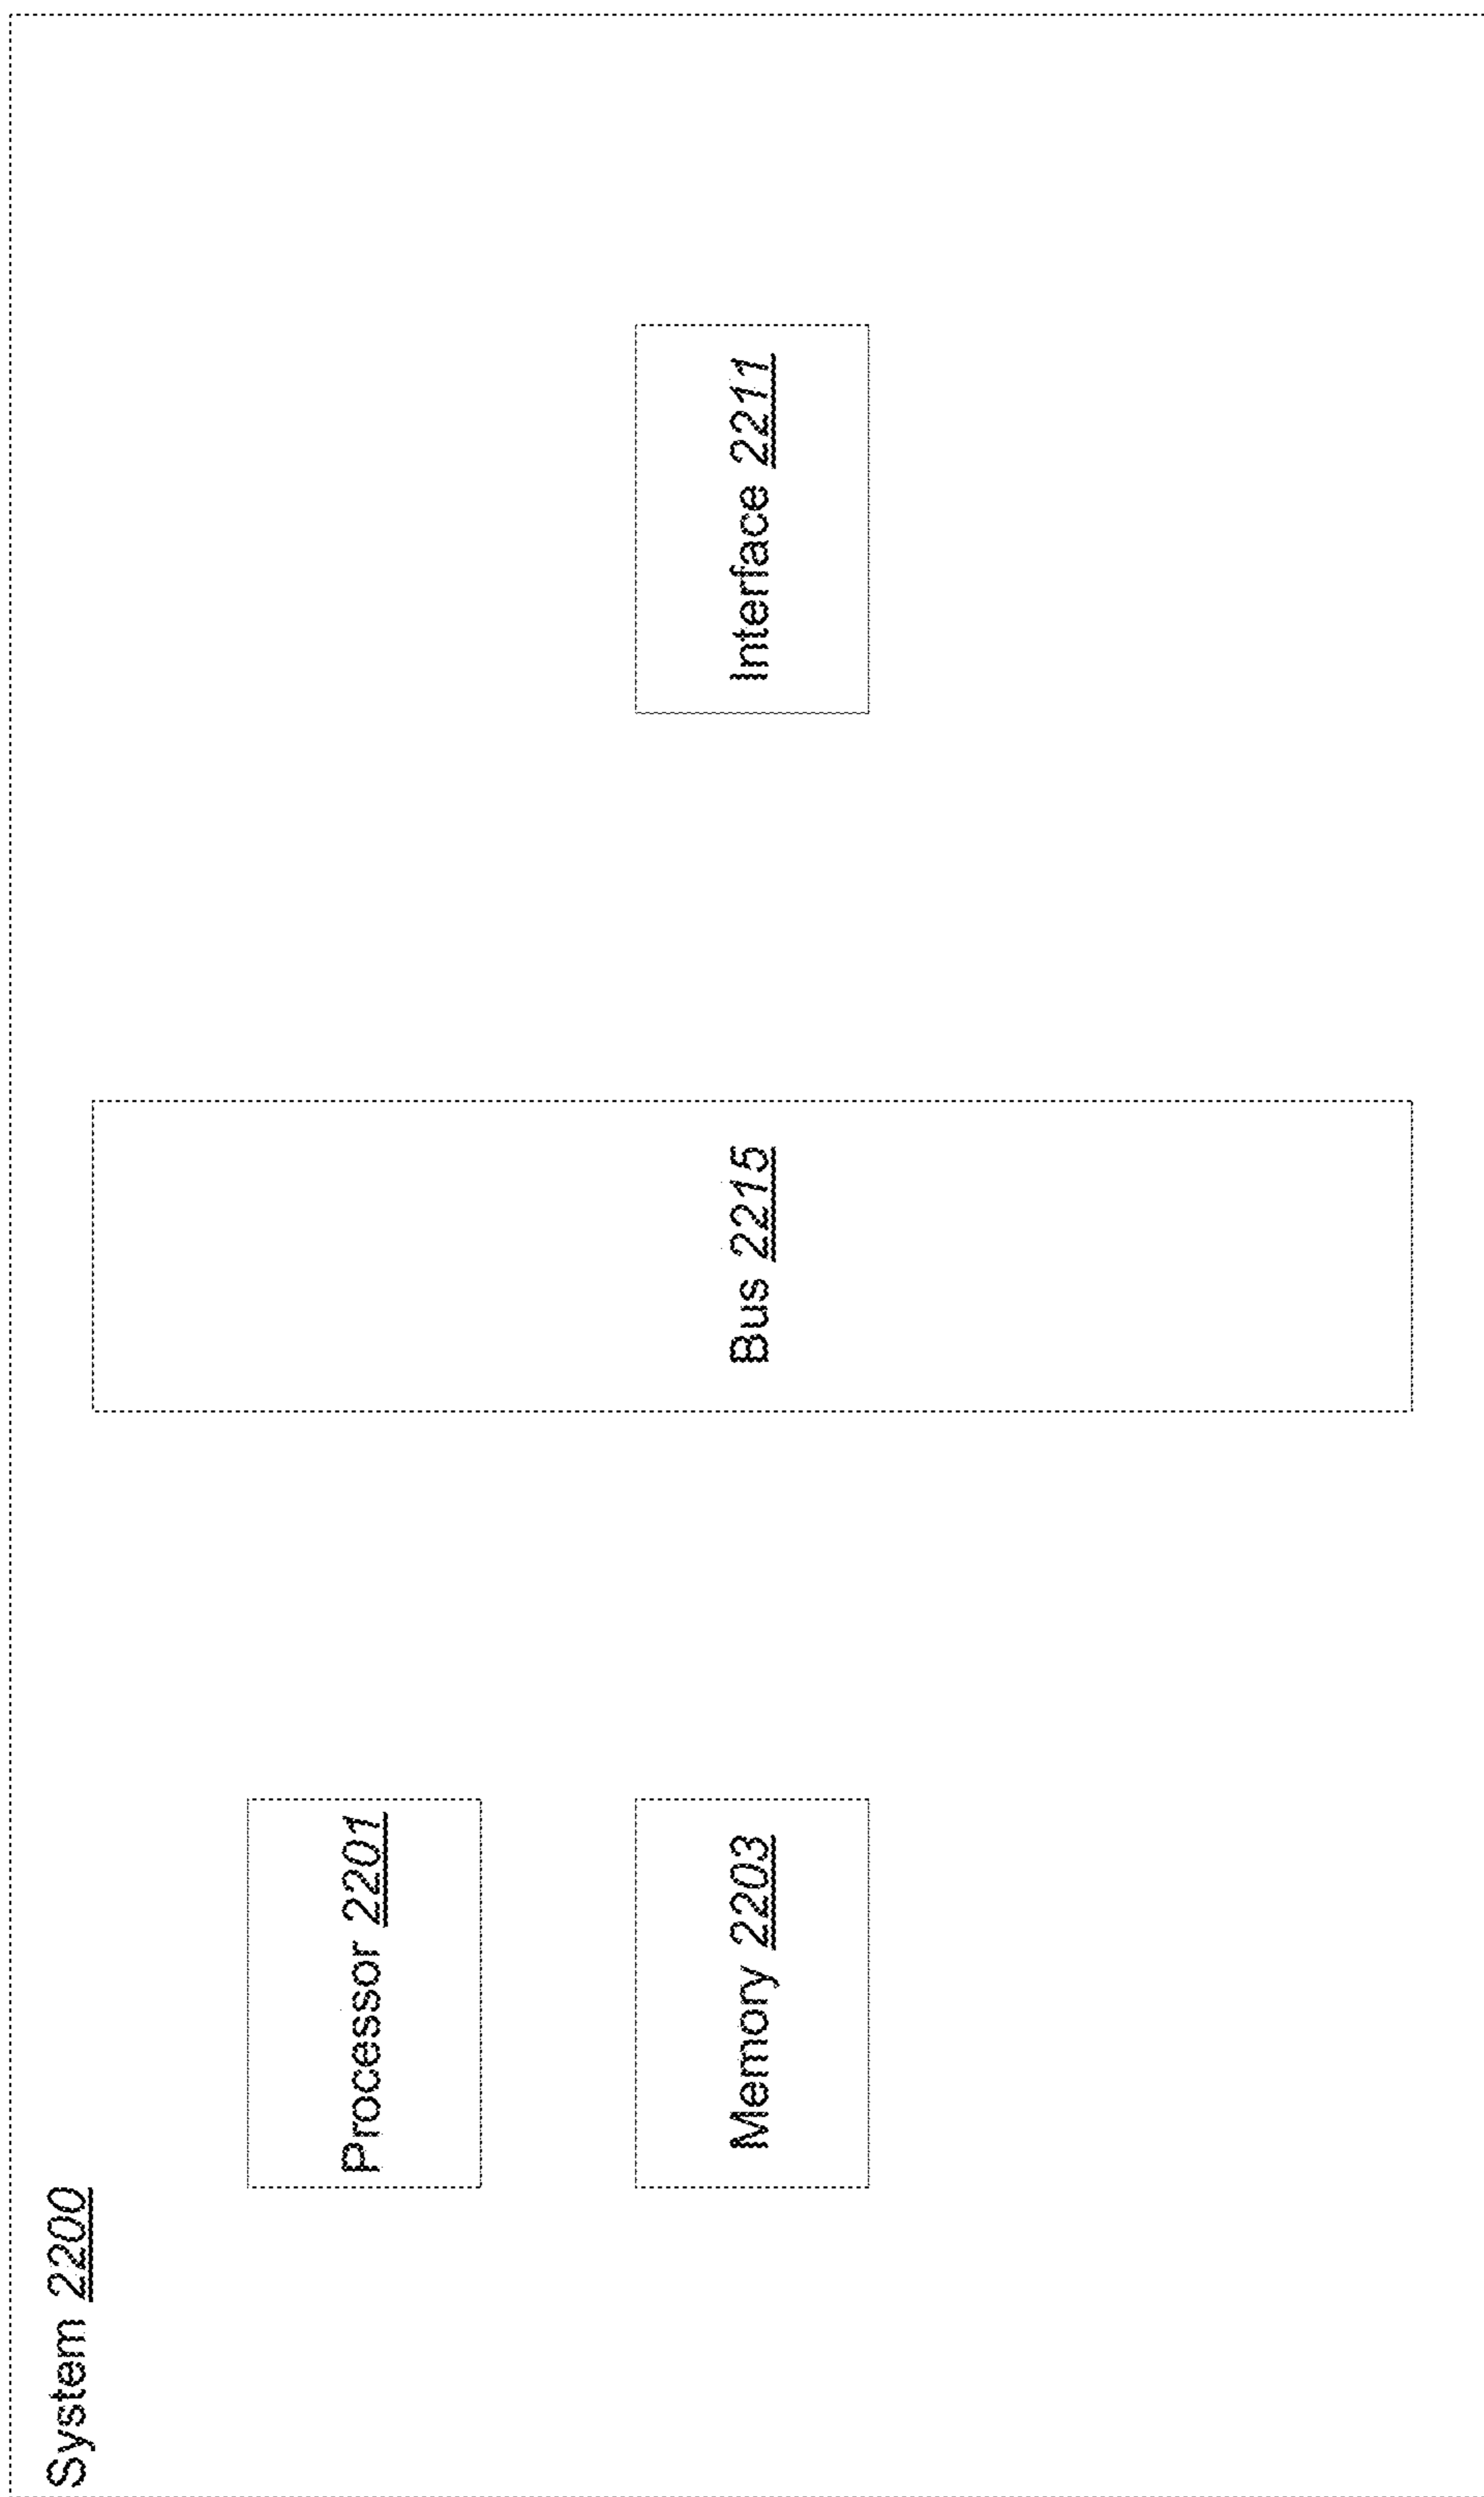 System 2200
Processor 2201
Memory 2203
Bus 2215
Interface 2211